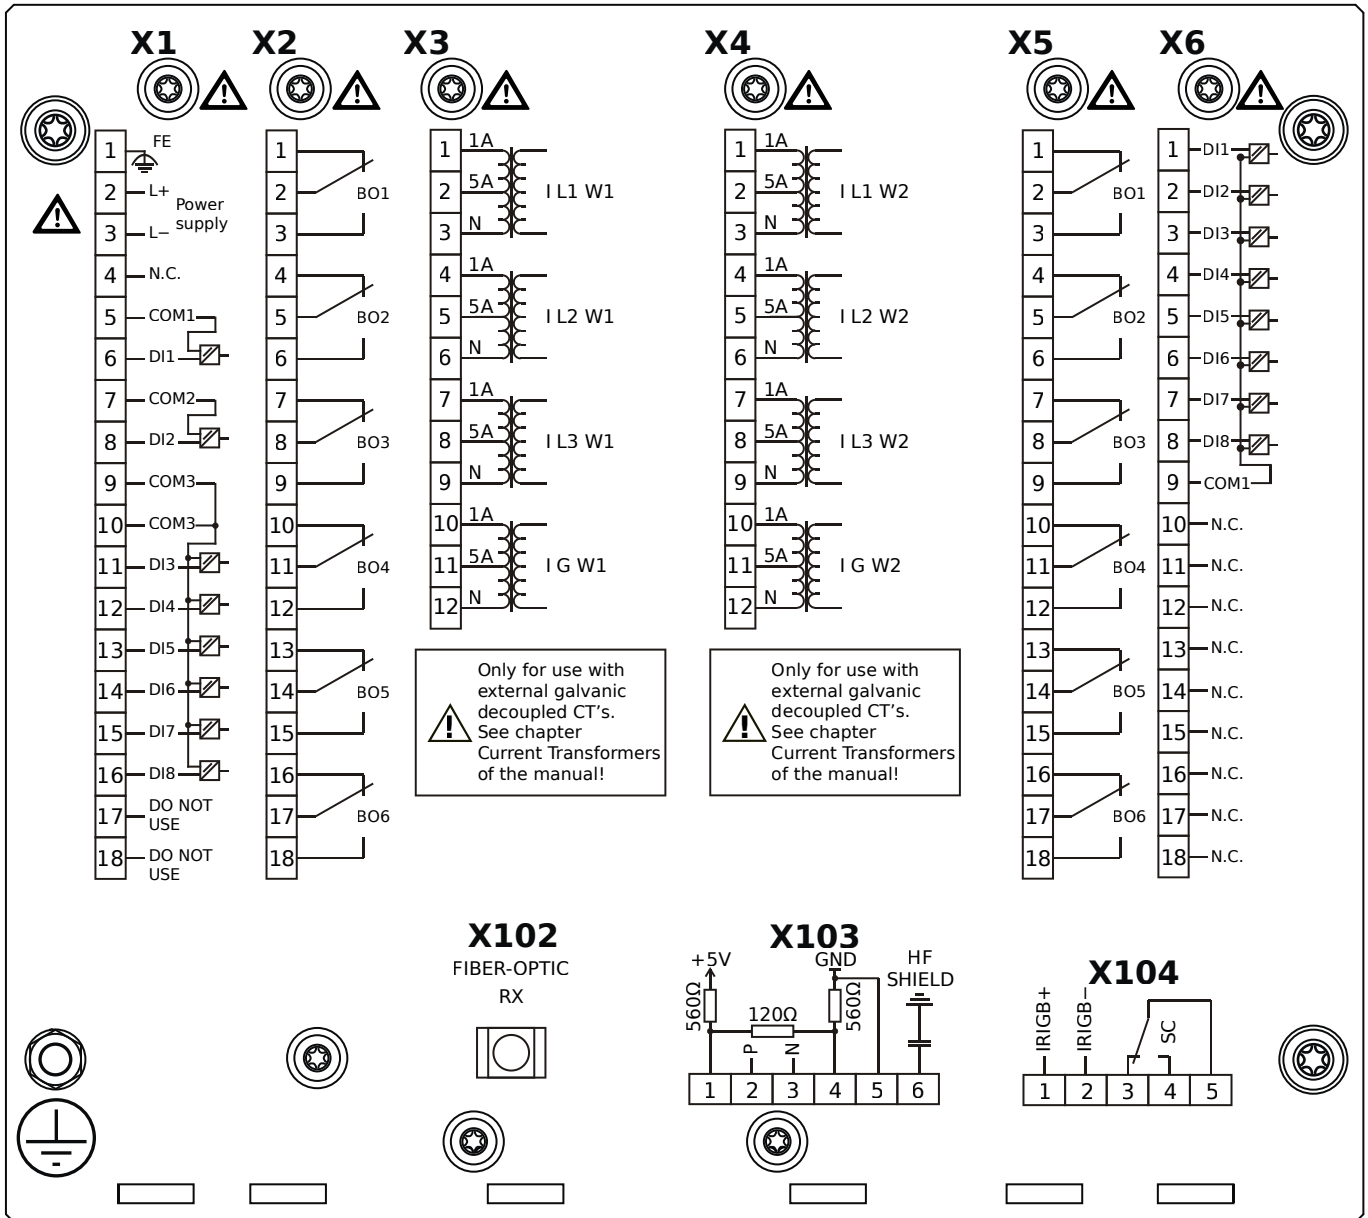 X1
X2
X3
X4
X5
X6
1 FE
2 L+
Power
supply
3 L−
4 N.C.
5 COM1
6 DI1
7 COM2
8 DI2
9 COM3
10 COM3
11 DI3
12 DI4
13 DI5
14 DI6
15 DI7
16 DI8
17 DO NOT
USE
18 DO NOT
USE
1
2 BO1
3
4
5 BO2
6
7
8 BO3
9
10
11 BO4
12
13
14 BO5
15
16
17 BO6
18
1 1A
2 5A I L1 W1
3 N
4 1A
5 5A I L2 W1
6 N
7 1A
8 5A I L3 W1
9 N
10 1A
11 5A I G W1
12 N
Only for use with
external galvanic
decoupled CT's.
See chapter
Current Transformers
of the manual!
1 1A
2 5A I L1 W2
3 N
4 1A
5 5A I L2 W2
6 N
7 1A
8 5A I L3 W2
9 N
10 1A
11 5A I G W2
12 N
Only for use with
external galvanic
decoupled CT's.
See chapter
Current Transformers
of the manual!
1
2 BO1
3
4
5 BO2
6
7
8 BO3
9
10
11 BO4
12
13
14 BO5
15
16
17 BO6
18
1 DI1
2 DI2
3 DI3
4 DI4
5 DI5
6 DI6
7 DI7
8 DI8
9 COM1
10 N.C.
11 N.C.
12 N.C.
13 N.C.
14 N.C.
15 N.C.
16 N.C.
17 N.C.
18 N.C.
X102
FIBER-OPTIC
RX
X103
+5V
GND
HF
SHIELD
560Ω
120Ω
560Ω
P
N
1 2 3 4 5 6
X104
IRIGB+
IRIGB−
SC
1 2 3 4 5